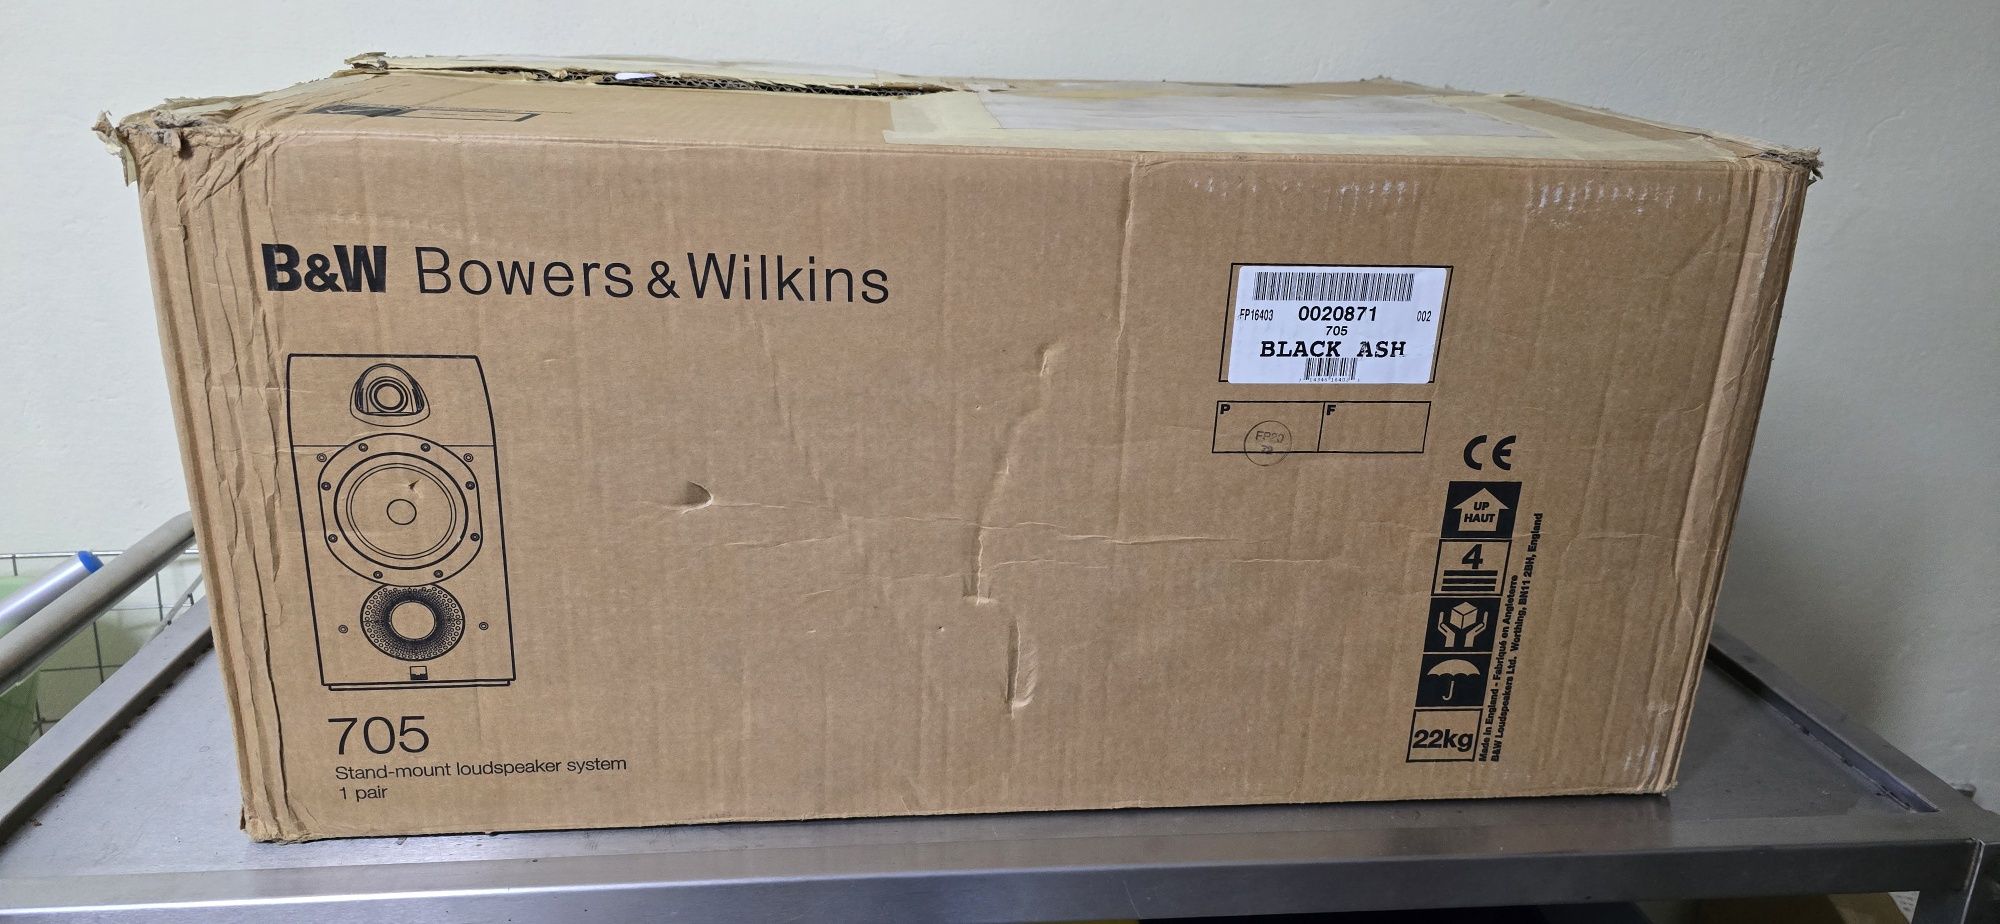 B&W Bowers & Wilkins
FP16403 0020871 002
705
BLACK ASH
P F
CE
UP
HAUT
4
22kg
Made in England - Fabriqué en Angleterre
B&W Loudspeakers Ltd. Worthing, BN11 2BH, England
705
Stand-mount loudspeaker system
1 pair